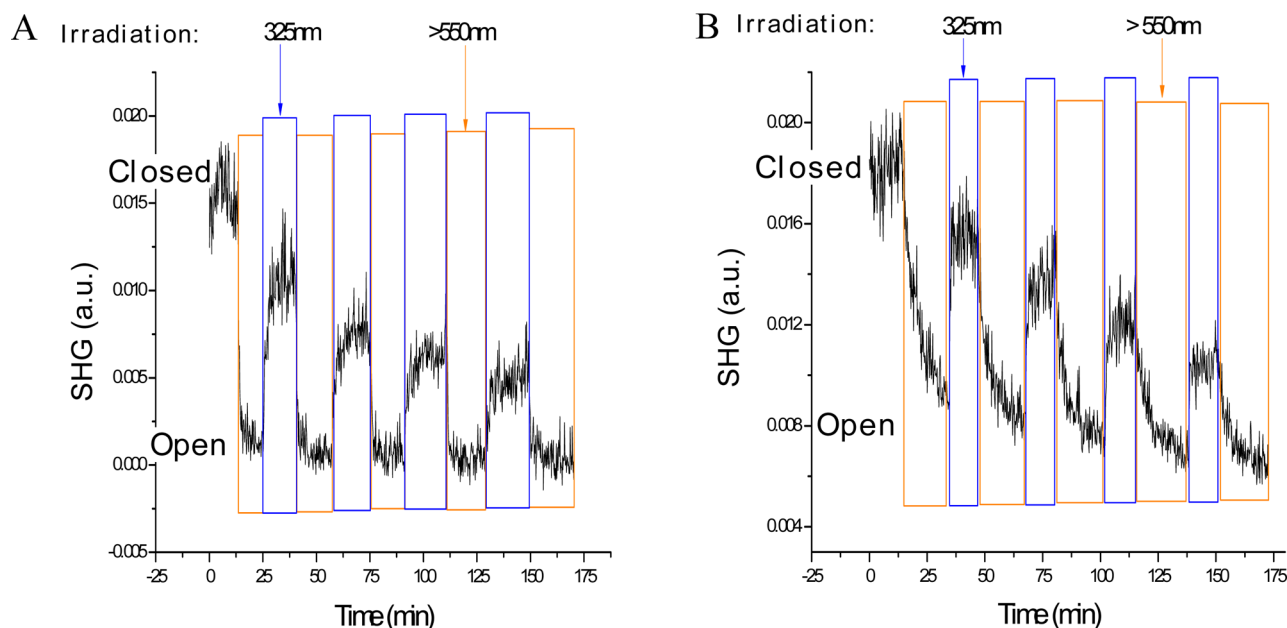 A Irradiation: 325nm >550nm
0.020
Closed
0.015
0.010
0.005
Open
0.000
-0.005
SHG (a.u.)
-25 0 25 50 75 100 125 150 175
Time (min)
B Irradiation: 325nm >550nm
0.020
Closed
0.016
0.012
0.008
Open
0.004
SHG (a.u.)
-25 0 25 50 75 100 125 150 175
Time (min)